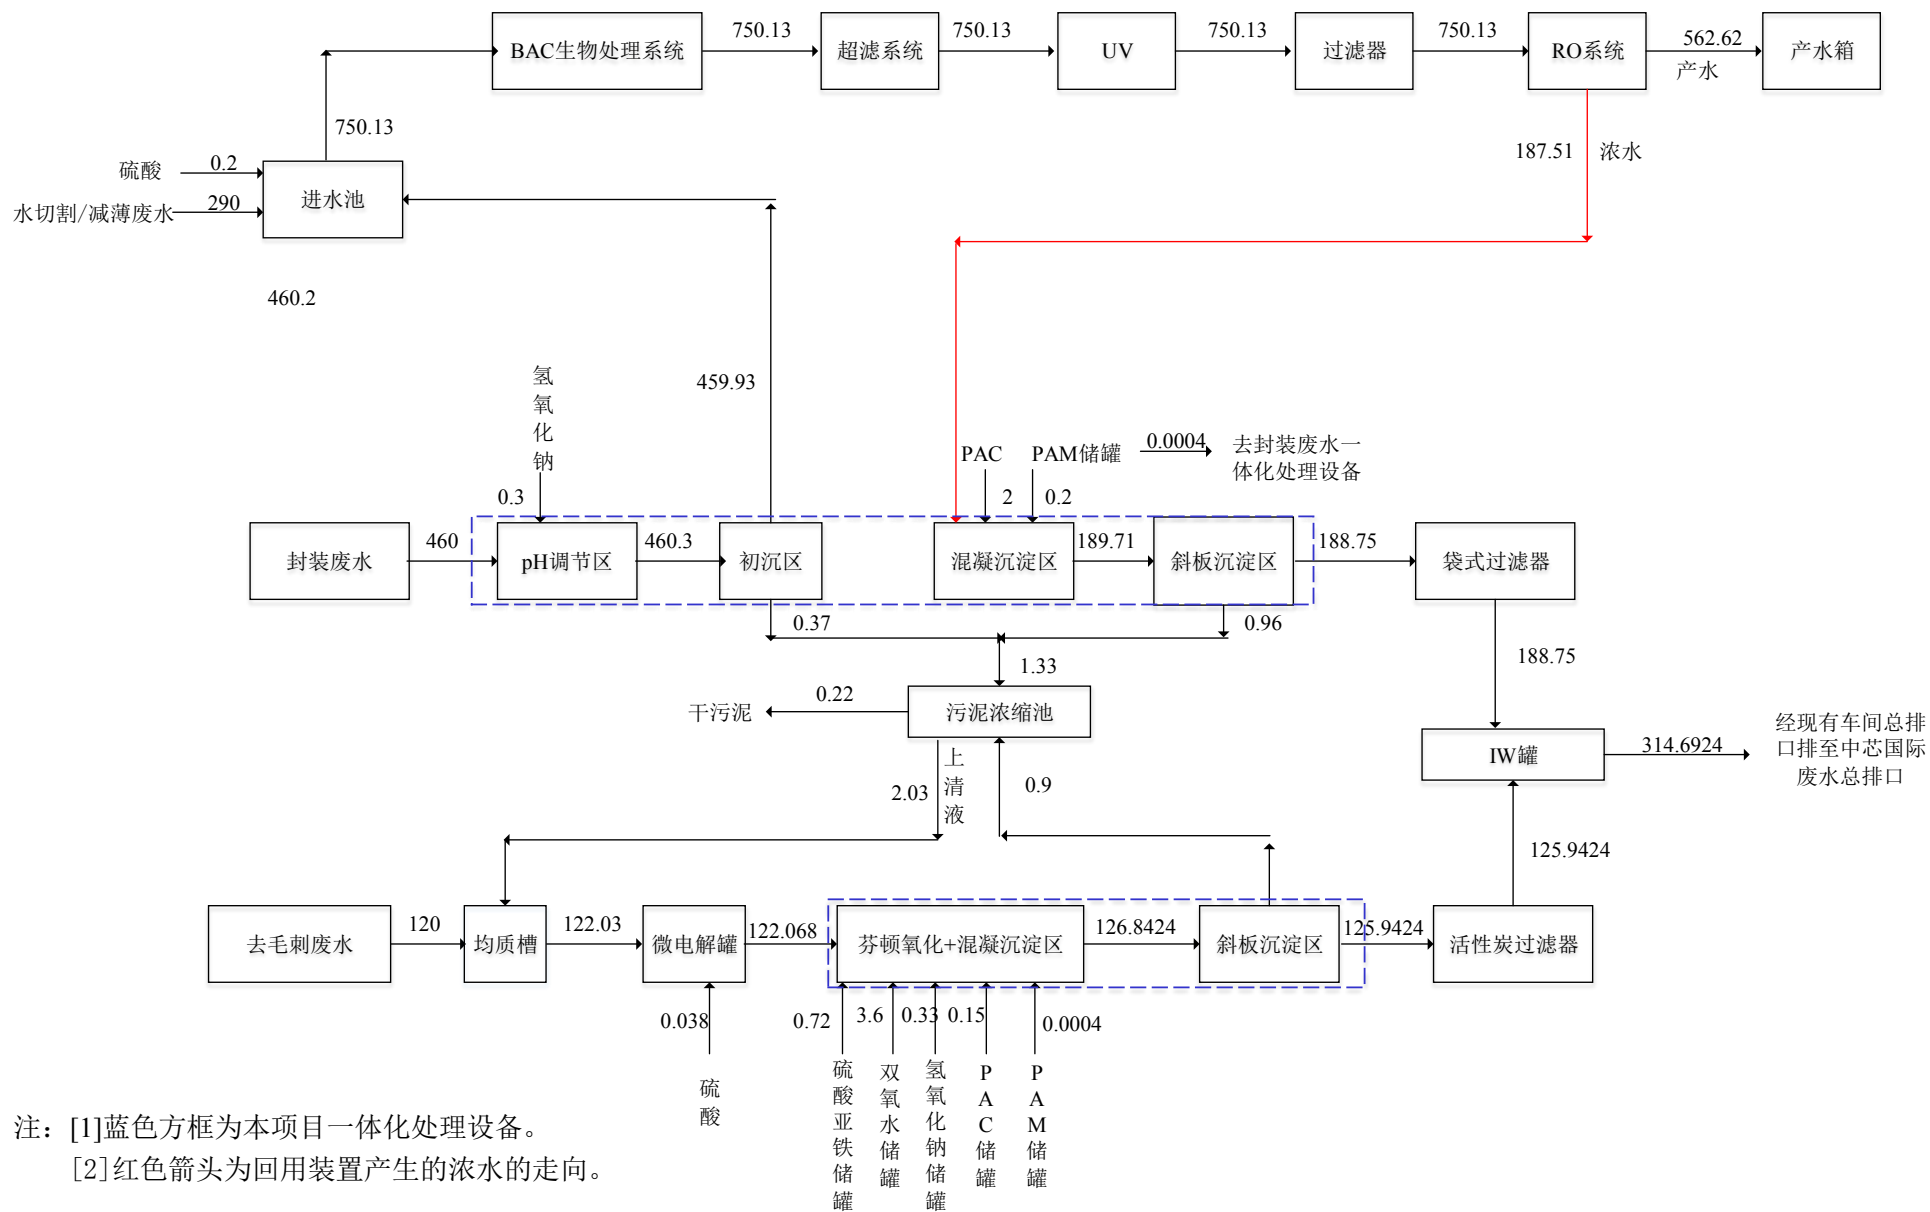 750.13
750.13
750.13
750.13
562.62
BAC生物处理系统
超滤系统
UV
过滤器
RO系统
产水
产水箱
750.13
187.51
浓水
硫酸
0.2
进水池
水切割/减薄废水
290
460.2
459.93
氢氧化钠
0.3
PAC
PAM储罐
0.0004
去封装废水一
体化处理设备
2
0.2
封装废水
460
pH调节区
460.3
初沉区
混凝沉淀区
189.71
斜板沉淀区
188.75
袋式过滤器
0.37
0.96
1.33
188.75
干污泥
0.22
污泥浓缩池
上清液
2.03
0.9
IW罐
314.6924
经现有车间总排
口排至中芯国际
废水总排口
125.9424
去毛刺废水
120
均质槽
122.03
微电解罐
122.068
芬顿氧化+混凝沉淀区
126.8424
斜板沉淀区
125.9424
活性炭过滤器
0.038
0.72
3.6
0.33
0.15
0.0004
硫酸
硫酸亚铁储罐
双氧水储罐
氢氧化钠储罐
PAC储罐
PAM储罐
注：[1]蓝色方框为本项目一体化处理设备。
[2]红色箭头为回用装置产生的浓水的走向。